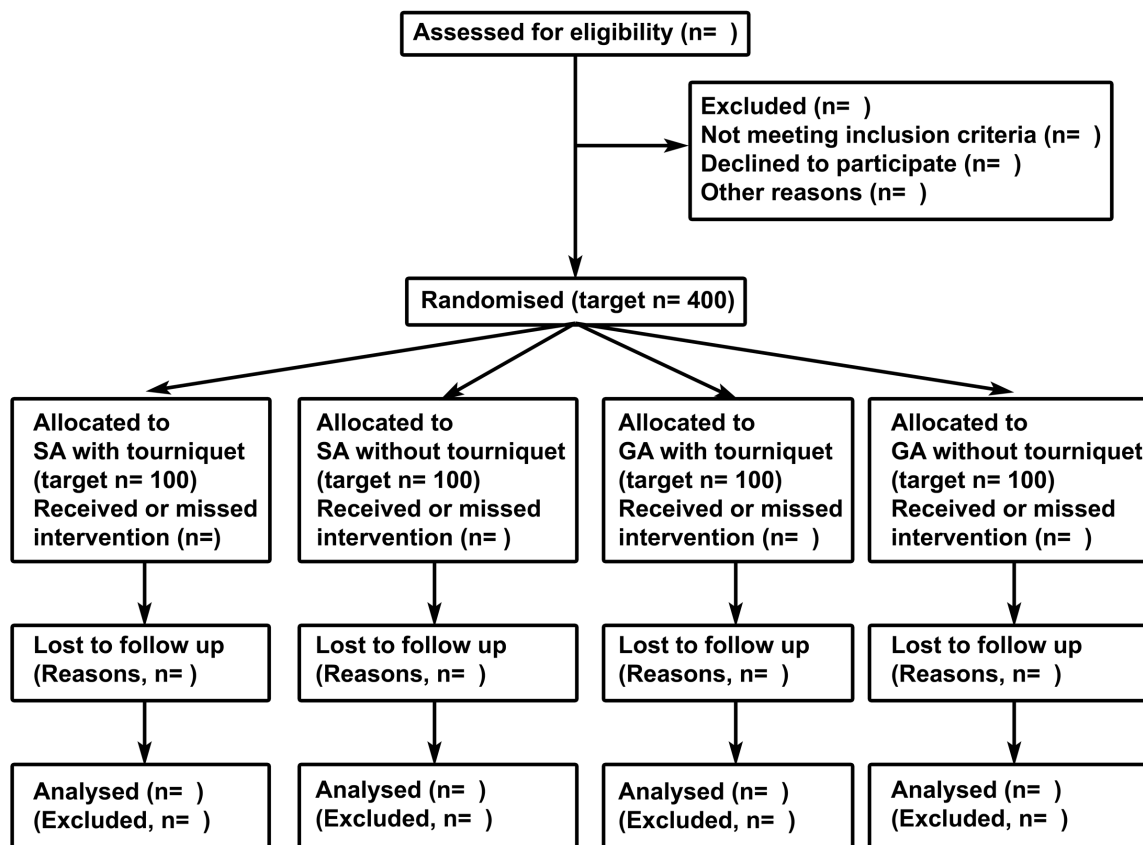 Assessed for eligibility (n=  )
Excluded (n=  )
Not meeting inclusion criteria (n=  )
Declined to participate (n=  )
Other reasons (n=  )
Randomised (target n= 400)
Allocated to
SA with tourniquet
(target n= 100)
Received or missed
intervention (n=)
Allocated to
SA without tourniquet
(target n= 100)
Received or missed
intervention (n= )
Allocated to
GA with tourniquet
(target n= 100)
Received or missed
intervention (n=  )
Allocated to
GA without tourniquet
(target n= 100)
Received or missed
intervention (n=  )
Lost to follow up
(Reasons, n= )
Lost to follow up
(Reasons, n=  )
Lost to follow up
(Reasons, n=  )
Lost to follow up
(Reasons, n=  )
Analysed (n=  )
(Excluded, n=  )
Analysed (n=  )
(Excluded, n=  )
Analysed (n=  )
(Excluded, n=  )
Analysed (n=  )
(Excluded, n=  )